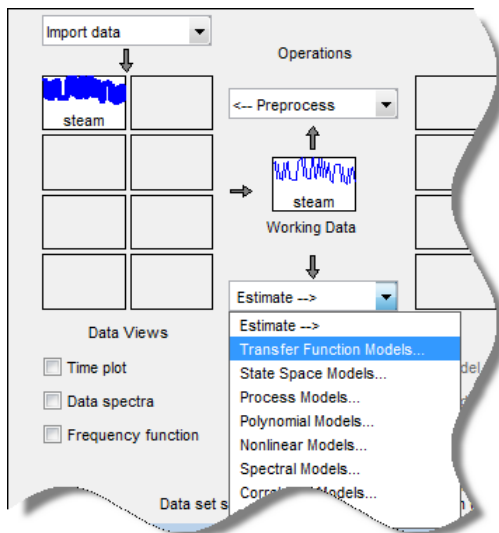 Import data
Operations
steam
<-- Preprocess
steam
Working Data
Estimate -->
Data Views
Estimate -->
Transfer Function Models...
Time plot
State Space Models...
Process Models...
Data spectra
Polynomial Models...
Frequency function
Nonlinear Models...
Spectral Models...
Data set